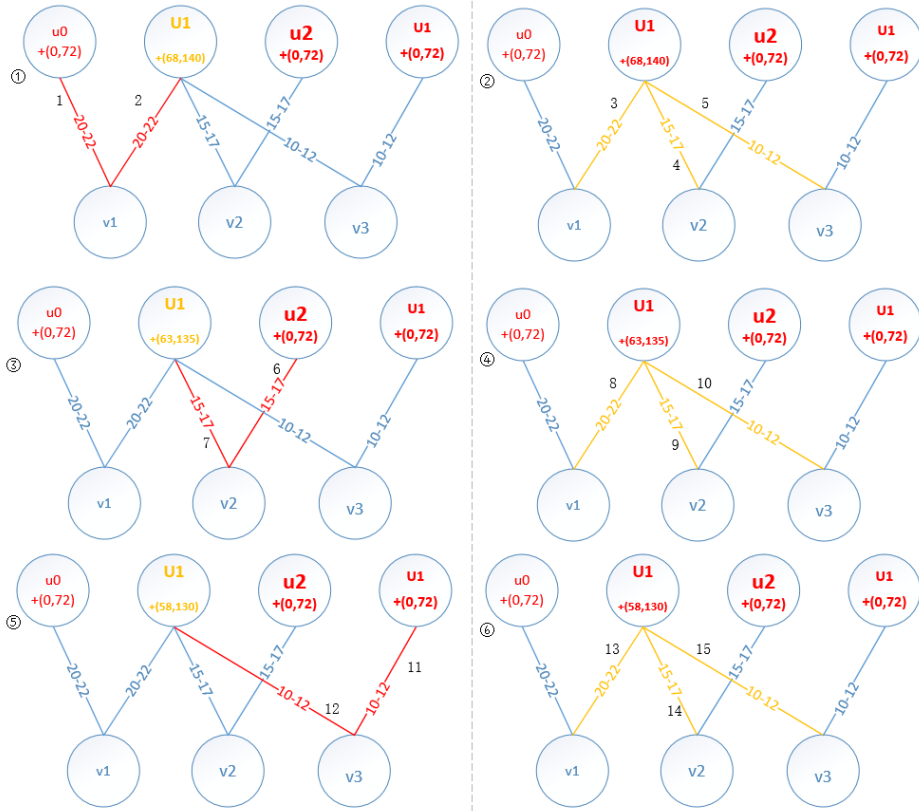 u0
+(0,72)
U1
+(68,140)
u2
+(0,72)
U1
+(0,72)
①
1
2
20-22
20-22
15-17
15-17
10-12
10-12
v1
v2
v3
u0
+(0,72)
U1
+(68,140)
u2
+(0,72)
U1
+(0,72)
②
3
5
4
20-22
20-22
15-17
15-17
10-12
10-12
v1
v2
v3
u0
+(0,72)
U1
+(63,135)
u2
+(0,72)
U1
+(0,72)
③
6
7
20-22
20-22
15-17
15-17
10-12
10-12
v1
v2
v3
u0
+(0,72)
U1
+(63,135)
u2
+(0,72)
U1
+(0,72)
④
8
10
9
20-22
20-22
15-17
15-17
10-12
10-12
v1
v2
v3
u0
+(0,72)
U1
+(58,130)
u2
+(0,72)
U1
+(0,72)
⑤
11
12
20-22
20-22
15-17
15-17
10-12
10-12
v1
v2
v3
u0
+(0,72)
U1
+(58,130)
u2
+(0,72)
U1
+(0,72)
⑥
13
15
14
20-22
20-22
15-17
15-17
10-12
10-12
v1
v2
v3